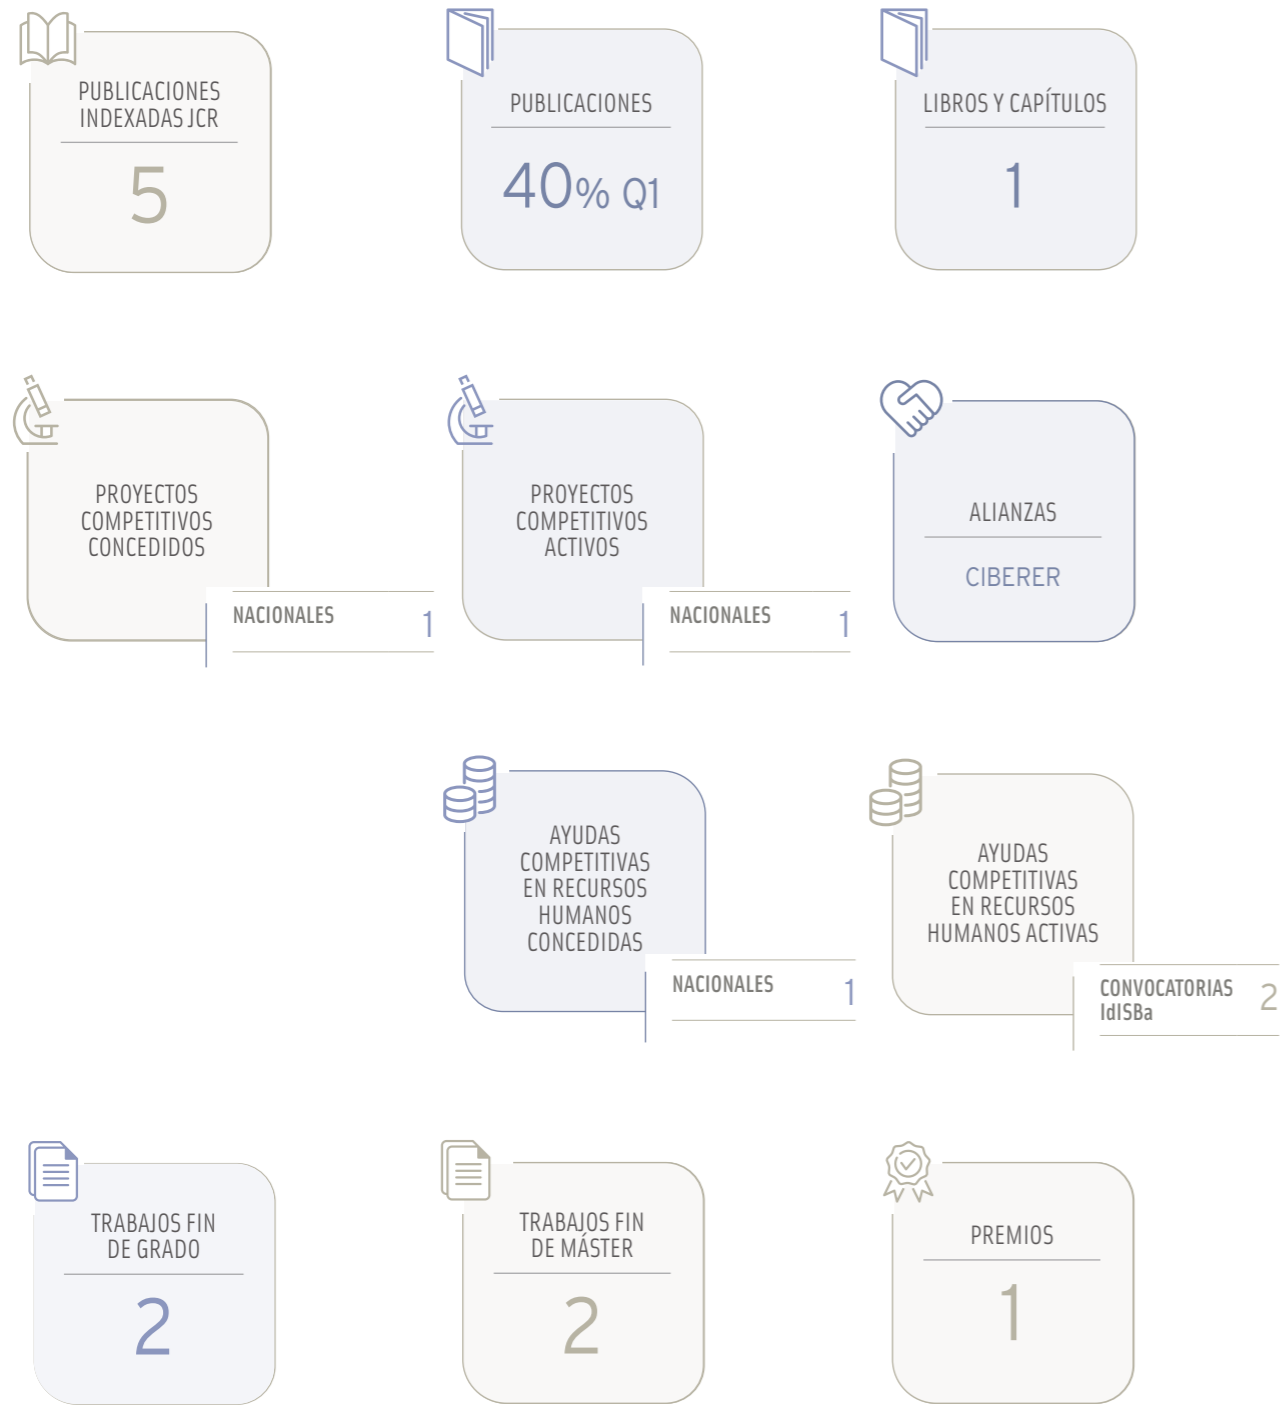 PUBLICACIONES
INDEXADAS JCR
5
PUBLICACIONES
40% Q1
LIBROS Y CAPÍTULOS
1
PROYECTOS
COMPETITIVOS
CONCEDIDOS
NACIONALES 1
PROYECTOS
COMPETITIVOS
ACTIVOS
NACIONALES 1
ALIANZAS
CIBERER
AYUDAS
COMPETITIVAS
EN RECURSOS
HUMANOS
CONCEDIDAS
NACIONALES 1
AYUDAS
COMPETITIVAS
EN RECURSOS
HUMANOS ACTIVAS
CONVOCATORIAS 2
IdISBa
TRABAJOS FIN
DE GRADO
2
TRABAJOS FIN
DE MÁSTER
2
PREMIOS
1